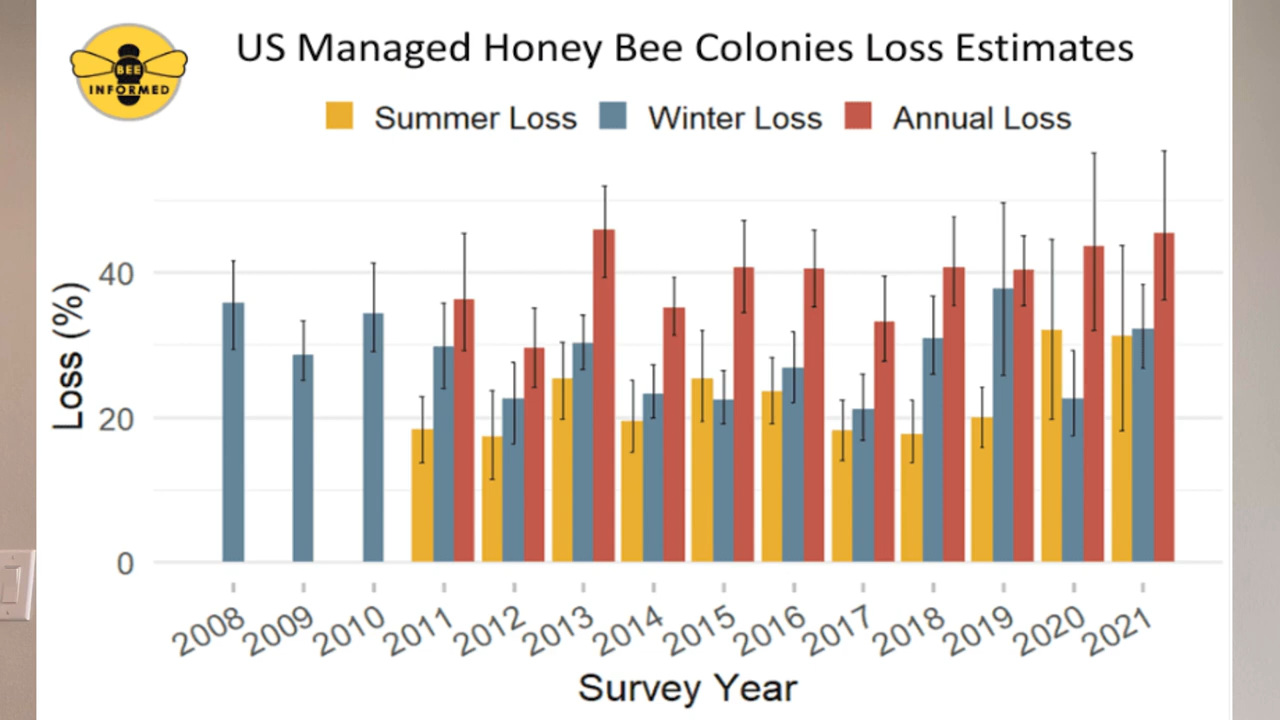 US Managed Honey Bee Colonies Loss Estimates
BEE
INFORMED
Summer Loss Winter Loss Annual Loss
Loss (%)
40
20
0
2008 2009 2010 2011 2012 2013 2014 2015 2016 2017 2018 2019 2020 2021
Survey Year